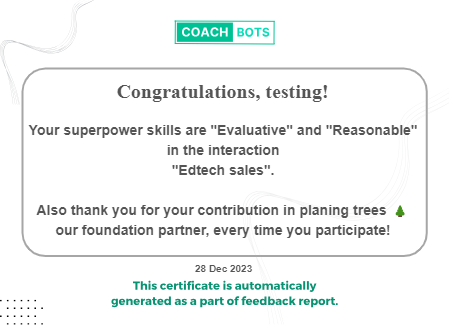 COACH BOTS
Congratulations, testing!
Your superpower skills are "Evaluative" and "Reasonable"
in the interaction
"Edtech sales".
Also thank you for your contribution in planing trees 🌲
our foundation partner, every time you participate!
28 Dec 2023
This certificate is automatically
generated as a part of feedback report.